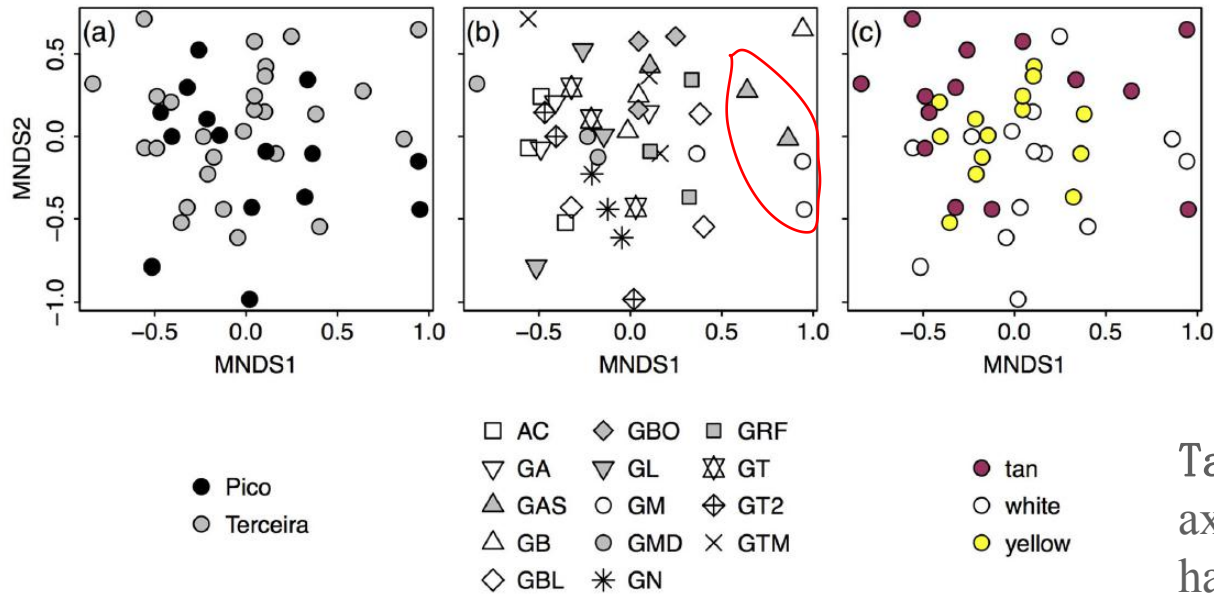 (a)
(b)
(c)
MNDS2
0.5
0.0
−0.5
−1.0
−0.5 0.0 0.5 1.0
−0.5 0.0 0.5 1.0
−0.5 0.0 0.5 1.0
MNDS1
MNDS1
MNDS1
Pico
Terceira
AC
GA
GAS
GB
GBL
GBO
GL
GM
GMD
GN
GRF
GT
GT2
GTM
tan
white
yellow